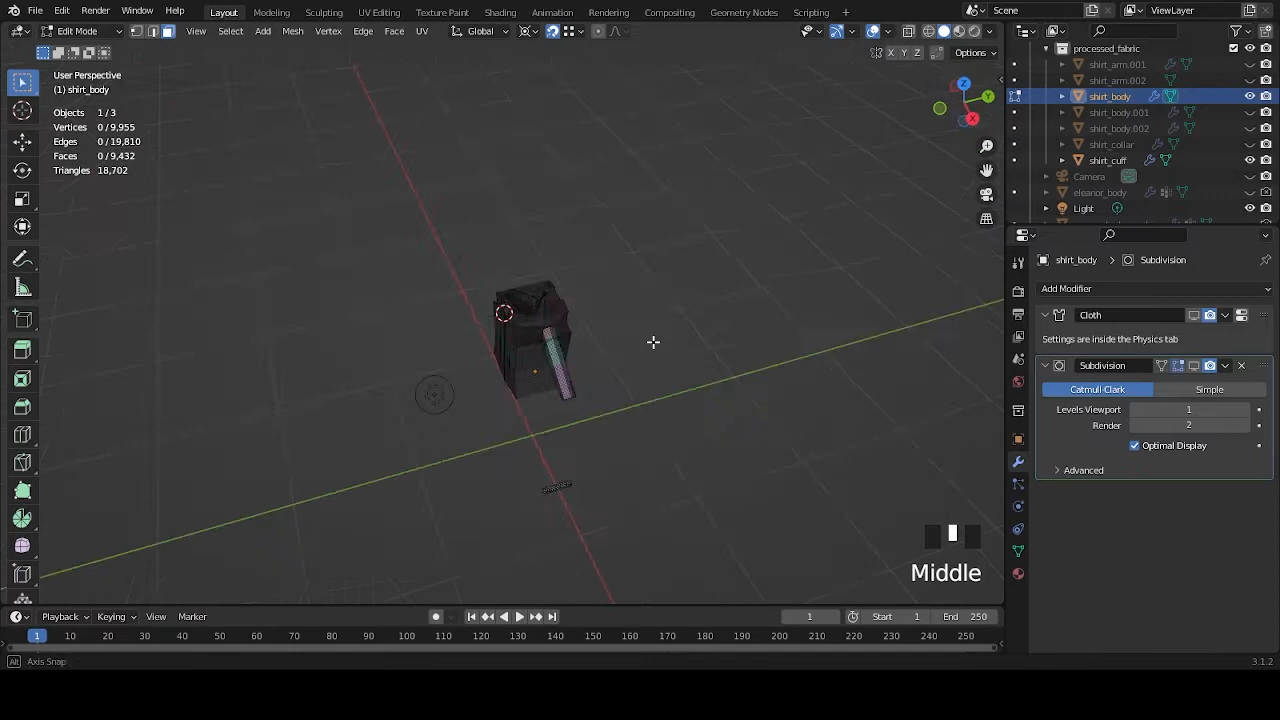 File Edit Render Window Help Layout Modeling Sculpting UV Editing Texture Paint Shading Animation Rendering Compositing Geometry Nodes Scripting + Scene ViewLayer
Edit Mode View Select Add Mesh Vertex Edge Face UV Global
X Y Z Options
User Perspective
(1) shirt_body
Objects 1/3
Vertices 0 / 9,955
Edges 0 / 19,810
Faces 0 / 9,432
Triangles 18,702
Z
Y
X
Middle
processed_fabric
shirt_arm.001
shirt_arm.002
shirt_body
shirt_body.001
shirt_body.002
shirt_collar
shirt_cuff
Camera
eleanor_body
Light
shirt_body > Subdivision
Add Modifier
Cloth
Settings are inside the Physics tab
Subdivision
Catmull-Clark Simple
Levels Viewport 1
Render 2
Optimal Display
> Advanced
Playback Keying View Marker 1 Start 1 End 250
1 10 20 30 40 50 60 70 80 90 100 110 120 130 140 150 160 170 180 190 200 210 220 230 240 250
Alt Axis Snap 3.1.2